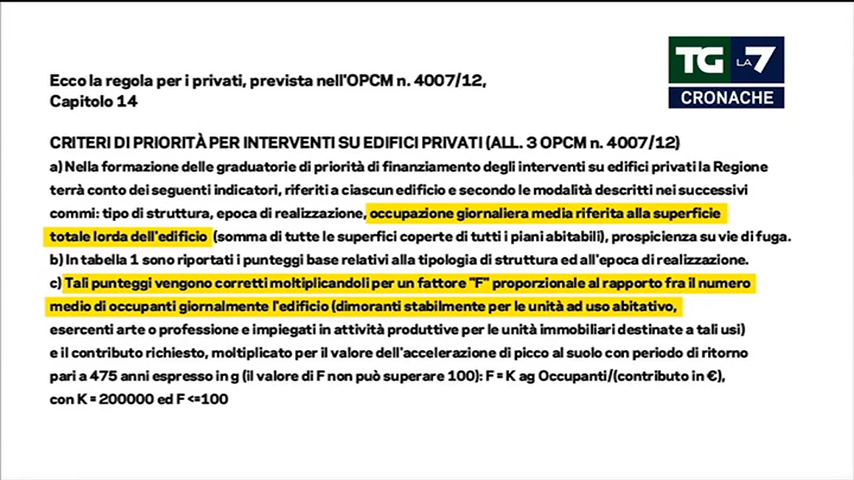 TG LA 7
CRONACHE
Ecco la regola per i privati, prevista nell'OPCM n. 4007/12,
Capitolo 14
CRITERI DI PRIORITÀ PER INTERVENTI SU EDIFICI PRIVATI (ALL. 3 OPCM n. 4007/12)
a) Nella formazione delle graduatorie di priorità di finanziamento degli interventi su edifici privati la Regione
terrà conto dei seguenti indicatori, riferiti a ciascun edificio e secondo le modalità descritti nei successivi
commi: tipo di struttura, epoca di realizzazione, occupazione giornaliera media riferita alla superficie
totale lorda dell'edificio (somma di tutte le superfici coperte di tutti i piani abitabili), prospicienza su vie di fuga.
b) In tabella 1 sono riportati i punteggi base relativi alla tipologia di struttura ed all'epoca di realizzazione.
c) Tali punteggi vengono corretti moltiplicandoli per un fattore "F" proporzionale al rapporto fra il numero
medio di occupanti giornalmente l'edificio (dimoranti stabilmente per le unità ad uso abitativo,
esercenti arte o professione e impiegati in attività produttive per le unità immobiliari destinate a tali usi)
e il contributo richiesto, moltiplicato per il valore dell'accelerazione di picco al suolo con periodo di ritorno
pari a 475 anni espresso in g (il valore di F non può superare 100): F = K ag Occupanti/(contributo in €),
con K = 200000 ed F <=100